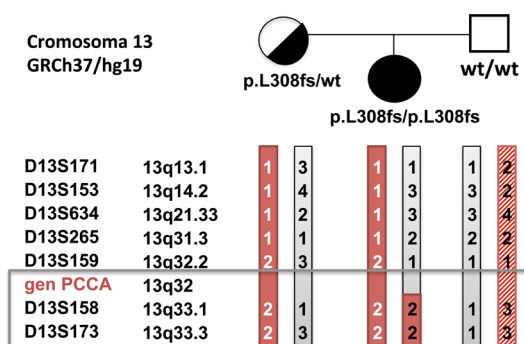 Cromosoma 13
GRCh37/hg19
p.L308fs/wt
wt/wt
p.L308fs/p.L308fs
D13S171 13q13.1 1 3 1 1 1 2
D13S153 13q14.2 1 4 1 3 3 2
D13S634 13q21.33 1 2 1 3 3 4
D13S265 13q31.3 1 1 1 2 2 2
D13S159 13q32.2 2 3 2 1 1 1
gen PCCA 13q32
D13S158 13q33.1 2 1 2 2 1 3
D13S173 13q33.3 2 3 2 2 1 3